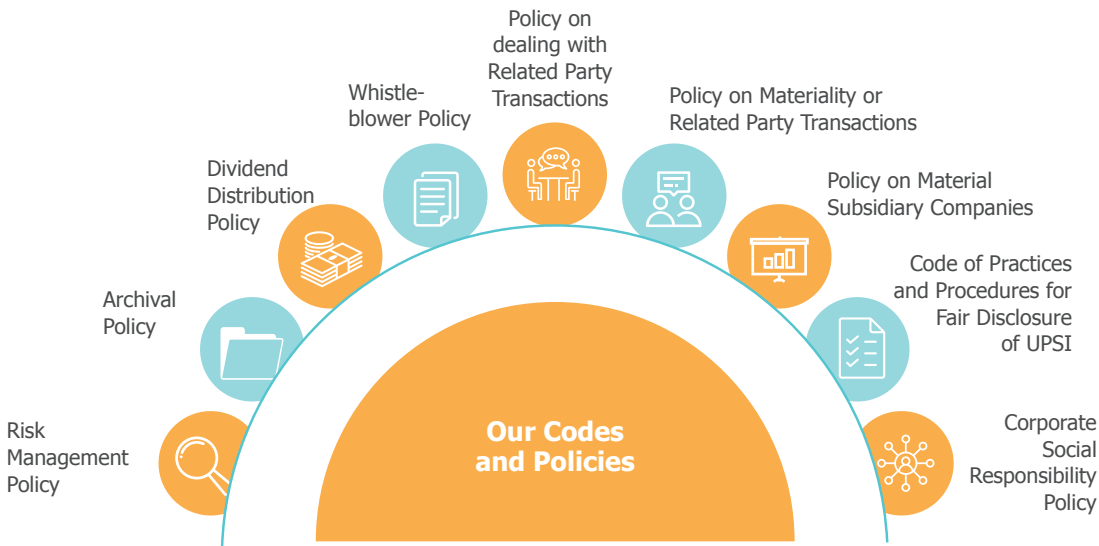 Policy on
dealing with
Related Party
Transactions
Whistle-
blower Policy
Policy on Materiality or
Related Party Transactions
Dividend
Distribution
Policy
Policy on Material
Subsidiary Companies
Archival
Policy
Code of Practices
and Procedures for
Fair Disclosure
of UPSI
Risk
Management
Policy
Our Codes
and Policies
Corporate
Social
Responsibility
Policy